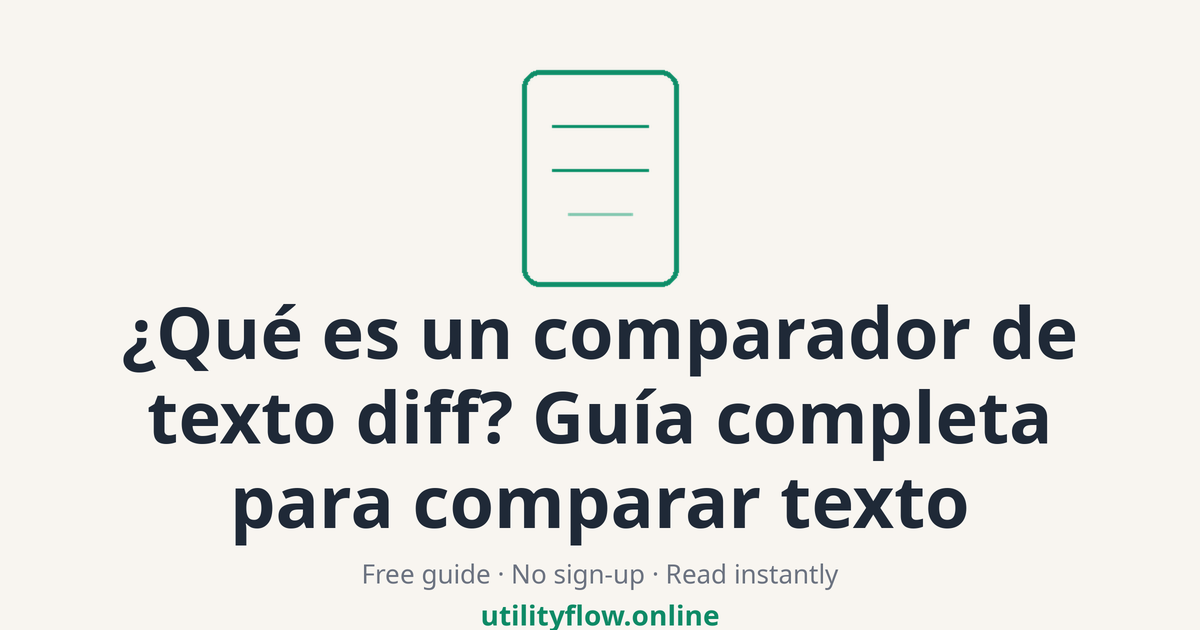 ¿Qué es un comparador de
texto diff? Guía completa
para comparar texto
Free guide · No sign-up · Read instantly
utilityflow.online